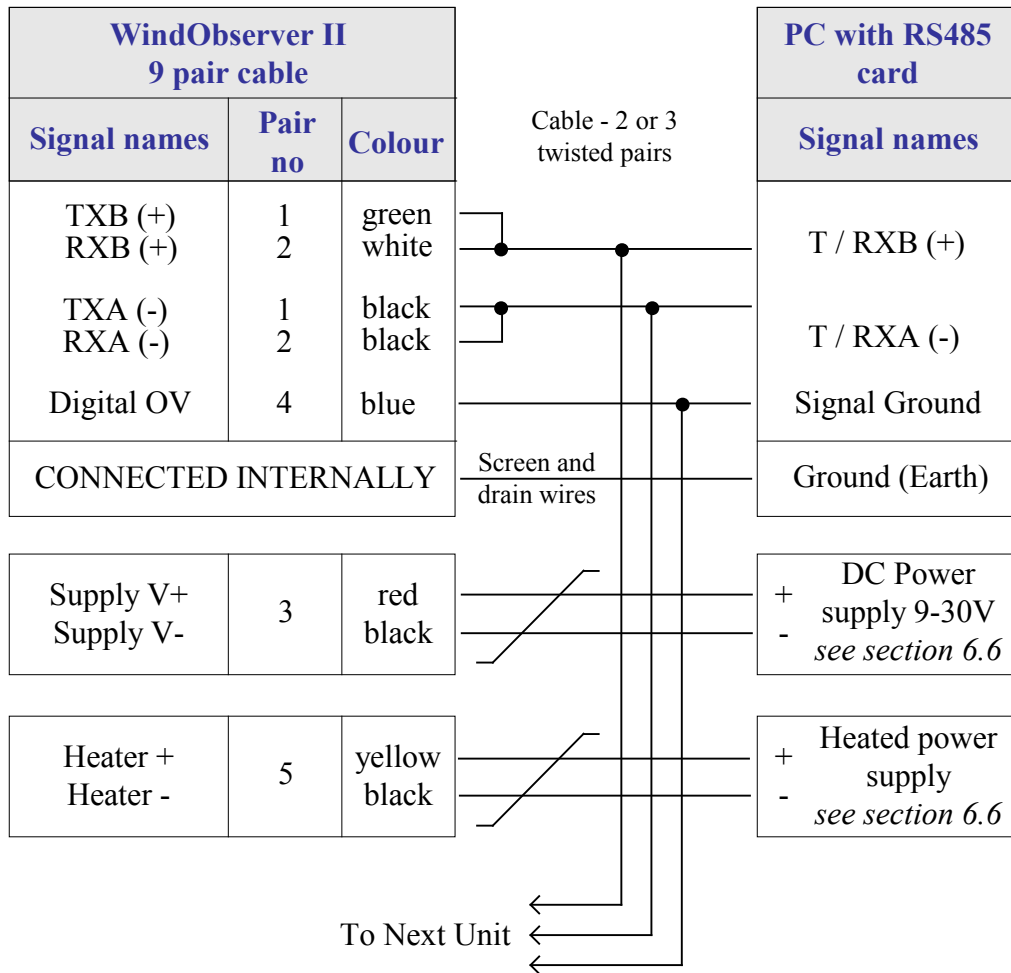 WindObserver II
9 pair cable
PC with RS485
card
Signal names
Pair
no
Colour
Cable - 2 or 3
twisted pairs
Signal names
TXB (+) 1 green
RXB (+) 2 white
T / RXB (+)
TXA (-) 1 black
RXA (-) 2 black
T / RXA (-)
Digital OV 4 blue
Signal Ground
CONNECTED INTERNALLY
Screen and
drain wires
Ground (Earth)
Supply V+
Supply V-
3
red
black
+
-
DC Power
supply 9-30V
see section 6.6
Heater +
Heater -
5
yellow
black
+
-
Heated power
supply
see section 6.6
To Next Unit